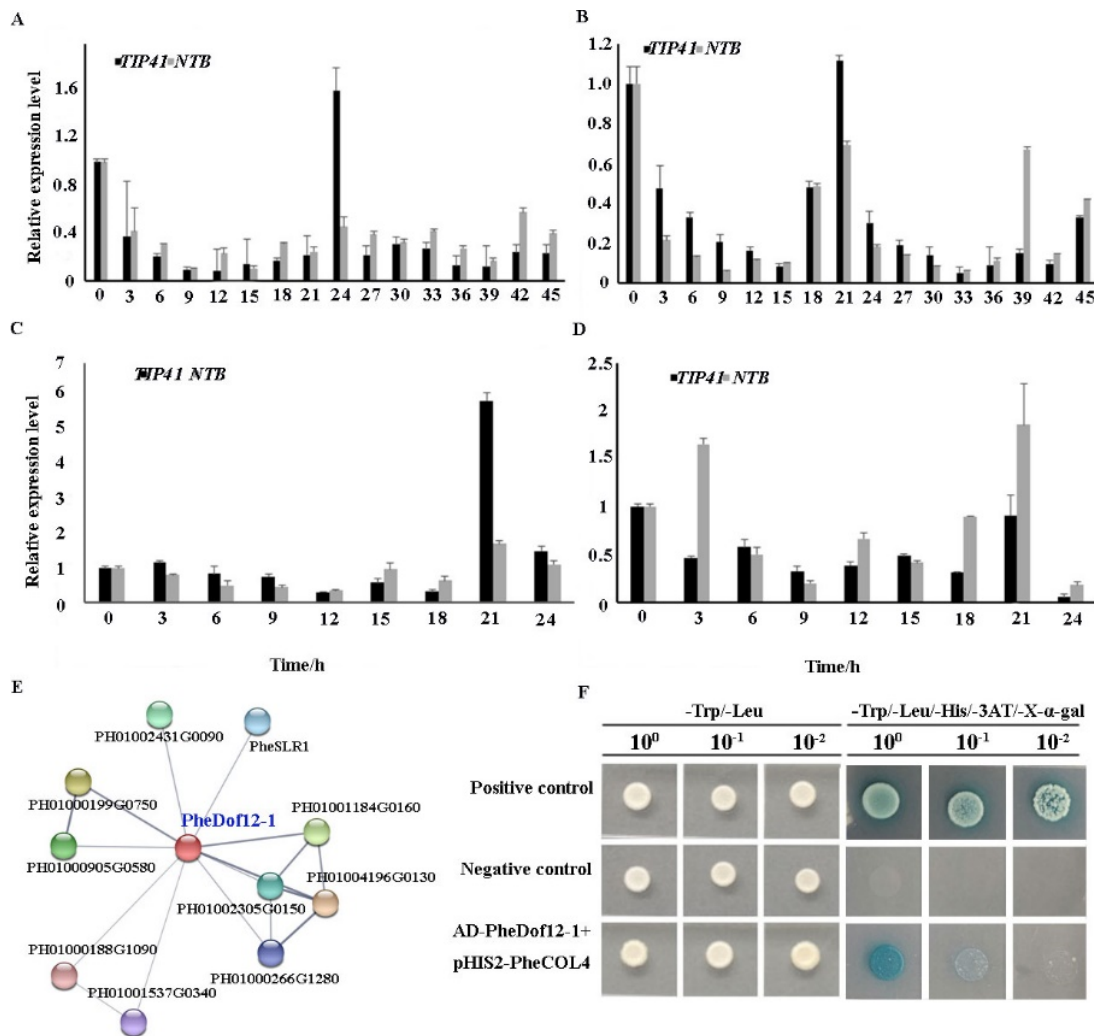 A
B
TIP41 NTB
TIP41 NTB
Relative expression level
1.6
1.2
0.8
0.4
0
1.2
1.0
0.8
0.6
0.4
0.2
0
0 3 6 9 12 15 18 21 24 27 30 33 36 39 42 45
0 3 6 9 12 15 18 21 24 27 30 33 36 39 42 45
C
D
TIP41 NTB
TIP41 NTB
Relative expression level
7
6
5
4
3
2
1
0
2.5
2
1.5
1
0.5
0
0 3 6 9 12 15 18 21 24
0 3 6 9 12 15 18 21 24
Time/h
Time/h
E
PH01002431G0090
PheSLR1
PH01000199G0750
PheDof12-1
PH01001184G0160
PH01000905G0580
PH01004196G0130
PH01002305G0150
PH01000188G1090
PH01000266G1280
PH01001537G0340
F
-Trp/-Leu
-Trp/-Leu/-His/-3AT/-X-α-gal
10⁰ 10⁻¹ 10⁻²
10⁰ 10⁻¹ 10⁻²
Positive control
Negative control
AD-PheDof12-1+
pHIS2-PheCOL4